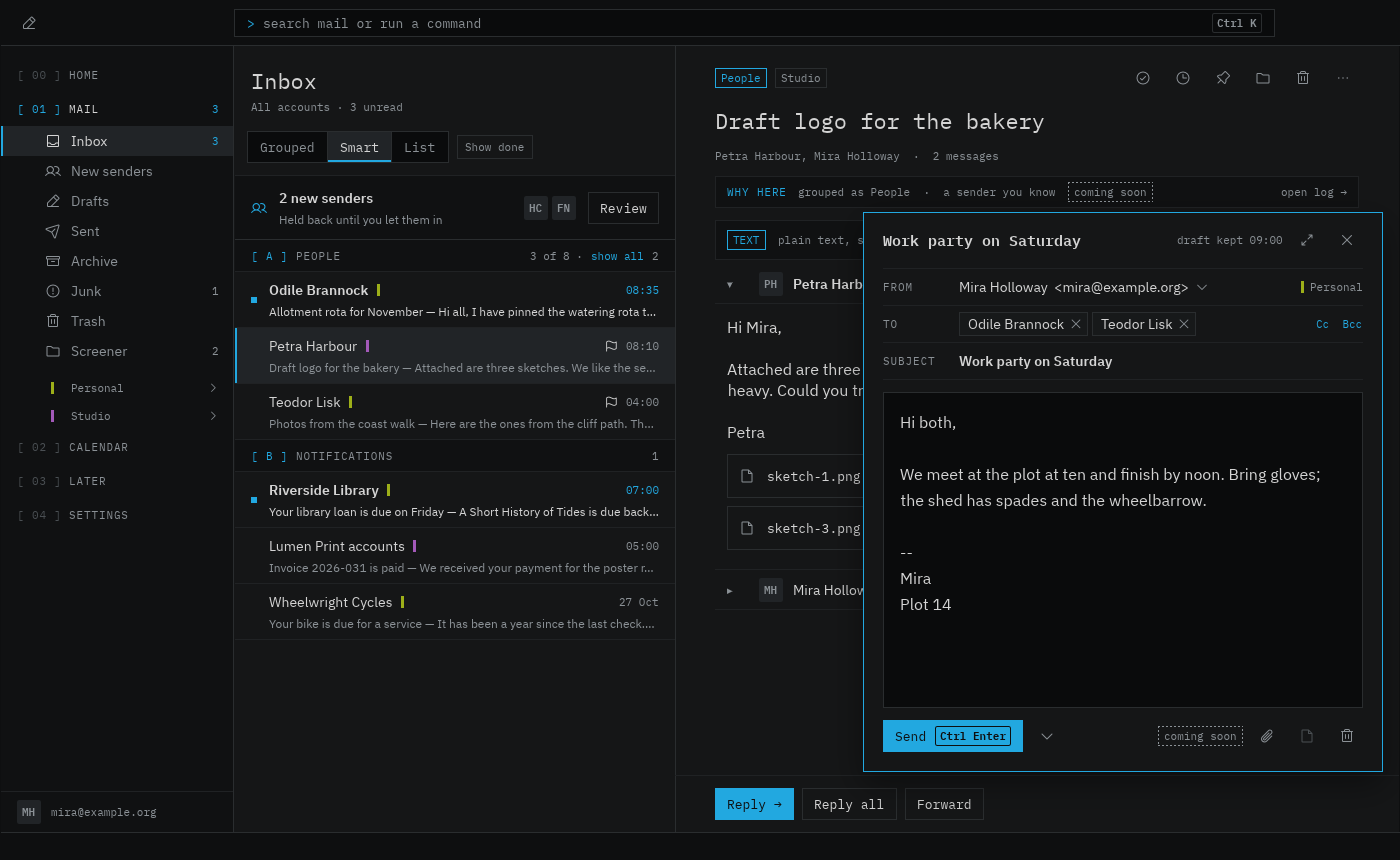 > search mail or run a command
Ctrl K
[ 00 ] HOME
[ 01 ] MAIL 3
Inbox 3
New senders
Drafts
Sent
Archive
Junk 1
Trash
Screener 2
Personal
Studio
[ 02 ] CALENDAR
[ 03 ] LATER
[ 04 ] SETTINGS
MH mira@example.org
Inbox
All accounts · 3 unread
Grouped Smart List Show done
2 new senders
Held back until you let them in
HC FN Review
[ A ] PEOPLE 3 of 8 · show all 2
Odile Brannock 08:35
Allotment rota for November — Hi all, I have pinned the watering rota t…
Petra Harbour 08:10
Draft logo for the bakery — Attached are three sketches. We like the se…
Teodor Lisk 04:00
Photos from the coast walk — Here are the ones from the cliff path. Th…
[ B ] NOTIFICATIONS 1
Riverside Library 07:00
Your library loan is due on Friday — A Short History of Tides is due back…
Lumen Print accounts 05:00
Invoice 2026-031 is paid — We received your payment for the poster r…
Wheelwright Cycles 27 Oct
Your bike is due for a service — It has been a year since the last check.…
People Studio
Draft logo for the bakery
Petra Harbour, Mira Holloway · 2 messages
WHY HERE grouped as People · a sender you know coming soon open log →
TEXT plain text, s
PH Petra Harb
Hi Mira,
Attached are three
heavy. Could you tr
Petra
sketch-1.png
sketch-3.png
MH Mira Hollow
Reply → Reply all Forward
Work party on Saturday draft kept 09:00
FROM Mira Holloway <mira@example.org> Personal
TO Odile Brannock Teodor Lisk Cc Bcc
SUBJECT Work party on Saturday
Hi both,
We meet at the plot at ten and finish by noon. Bring gloves;
the shed has spades and the wheelbarrow.
--
Mira
Plot 14
Send Ctrl Enter coming soon